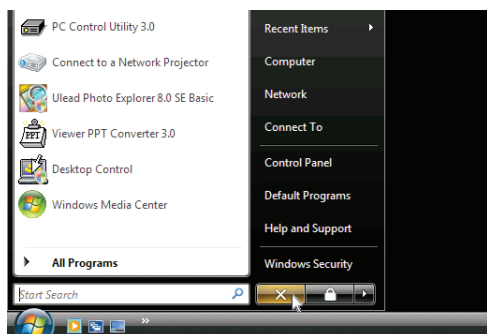 PC Control Utility 3.0
Connect to a Network Projector
Ulead Photo Explorer 8.0 SE Basic
PPT
Viewer PPT Converter 3.0
Desktop Control
Windows Media Center
All Programs
Start Search
Recent Items
Computer
Network
Connect To
Control Panel
Default Programs
Help and Support
Windows Security